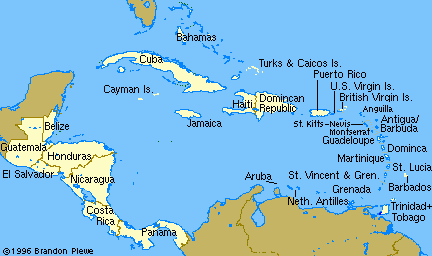 Bahamas
Cuba
Turks & Caicos Is.
Puerto Rico
U.S. Virgin Is.
British Virgin Is.
Cayman Is.
Haiti
Domincan
Republic
Anguilla
Jamaica
St. Kitts-Nevis
Antigua/
Barbuda
Montserrat
Guadeloupe
Belize
Guatemala
Honduras
Dominca
Martinique
El Salvador
Nicaragua
Aruba
St. Vincent & Gren.
St. Lucia
Grenada
Barbados
Neth. Antilles
Costa
Rica
Trinidad+
Tobago
Panama
©1996 Brandon Plewe